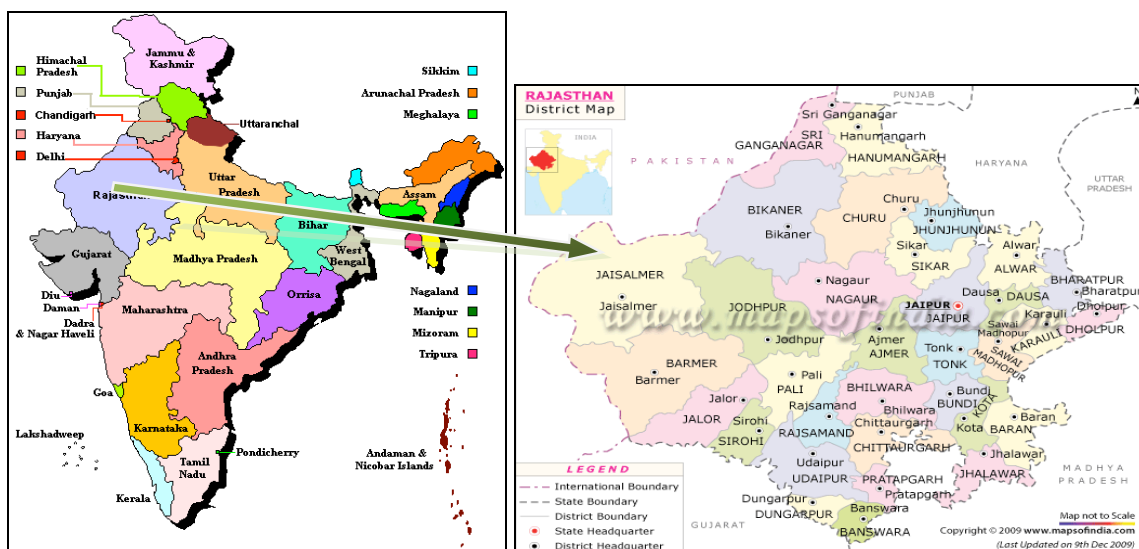 Jammu &
Kashmir
Himachal
Pradesh
Punjab
Chandigarh
Haryana
Delhi
Uttaranchal
Sikkim
Arunachal Pradesh
Meghalaya
Rajasthan
Uttar
Pradesh
Bihar
Assam
Gujarat
Madhya Pradesh
West
Bengal
Orrisa
Diu
Daman
Dadra
& Nagar Haveli
Maharashtra
Nagaland
Manipur
Mizoram
Tripura
Andhra
Pradesh
Goa
Karnataka
Lakshadweep
Pondicherry
Tamil
Nadu
Kerala
Andaman &
Nicobar Islands
RAJASTHAN
District Map
INDIA
PUNJAB
N
PAKISTAN
HARYANA
UTTAR
PRADESH
Sri Ganganagar
SRI
GANGANAGAR
Hanumangarh
HANUMANGARH
BIKANER
Bikaner
Churu
CHURU
Jhunjhunun
JHUNJHUNUN
Sikar
SIKAR
Alwar
ALWAR
JAISALMER
Jaisalmer
JODHPUR
Jodhpur
Nagaur
NAGAUR
JAIPUR
JAIPUR
Dausa
DAUSA
BHARATPUR
Bharatpur
Dholpur
DHOLPUR
Karauli
KARAULI
Sawai
Madhopur
SAWAI
MADHOPUR
www.mapsofindia.com
Ajmer
AJMER
Tonk
TONK
BARMER
Barmer
Pali
PALI
Jalor
JALOR
Sirohi
SIROHI
Rajsamand
RAJSAMAND
BHILWARA
Bhilwara
Bundi
BUNDI
KOTA
Kota
Baran
BARAN
Chittaurgarh
CHITTAURGARH
Jhalawar
JHALAWAR
Udaipur
UDAIPUR
PRATAPGARH
Pratapgarh
Dungarpur
DUNGARPUR
Banswara
BANSWARA
GUJARAT
MADHYA
PRADESH
LEGEND
International Boundary
State Boundary
District Boundary
State Headquarter
District Headquarter
Map not to Scale
Copyright © 2009 www.mapsofindia.com
(Last Updated on 9th Dec 2009)